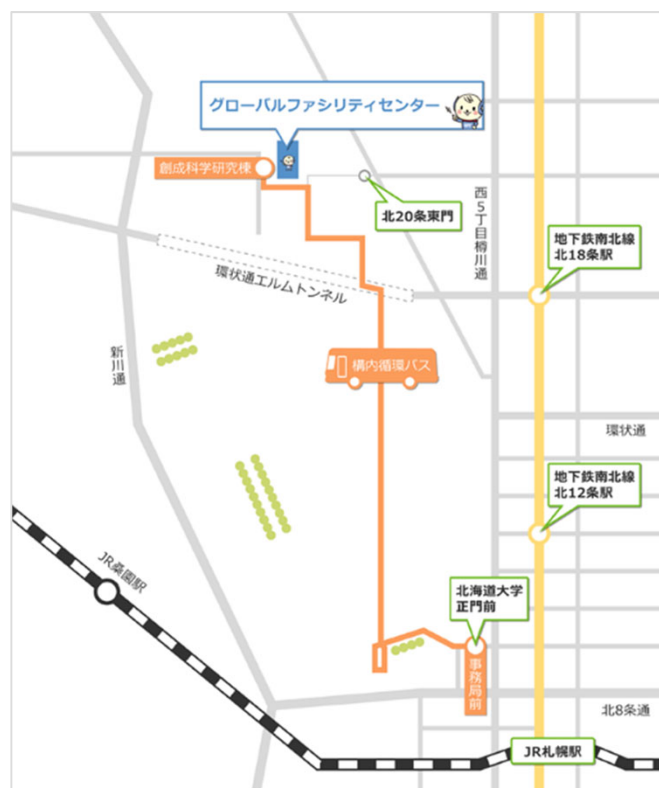 グローバルファシリティセンター
創成科学研究棟
北20条東門
西5丁目樽川通
地下鉄南北線
北18条駅
環状通エルムトンネル
新川通
構内循環バス
環状通
地下鉄南北線
北12条駅
JR桑園駅
北海道大学
正門前
事務局前
北8条通
JR札幌駅